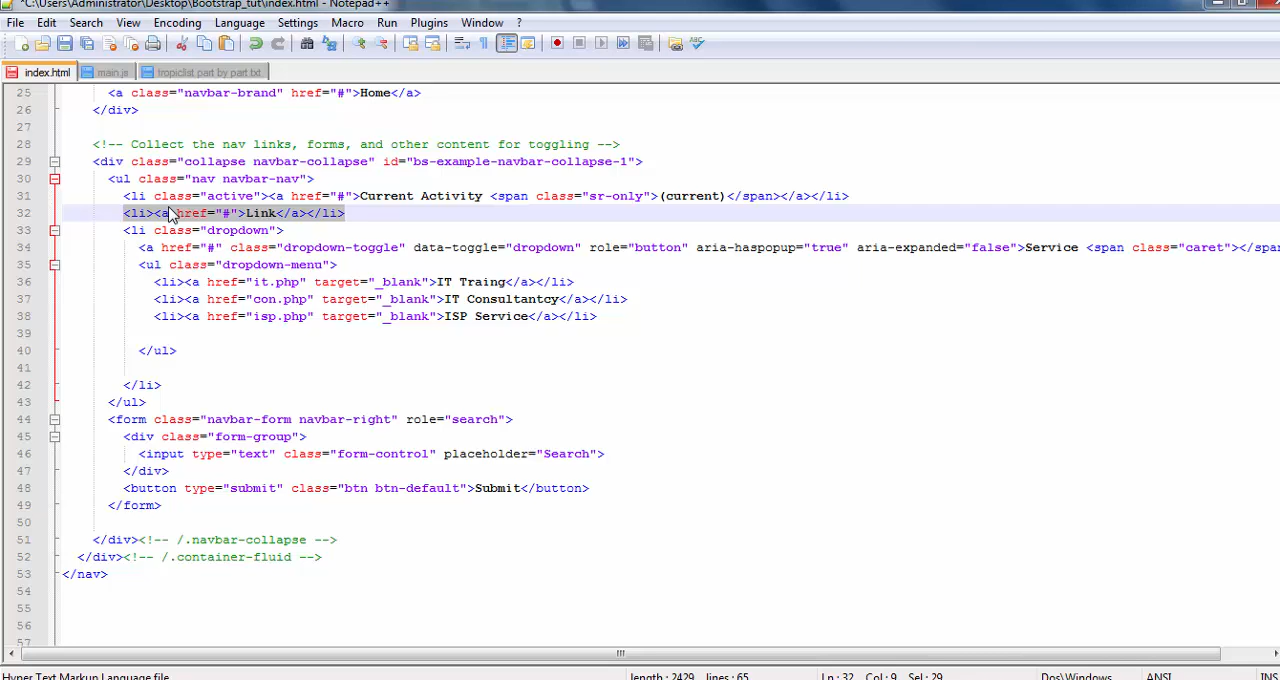 *C:\Users\Administrator\Desktop\Bootstrap_tut\index.html - Notepad++
File Edit Search View Encoding Language Settings Macro Run Plugins Window ?
index.html main.js tropiclist part by part.txt
25 <a class="navbar-brand" href="#">Home</a>
26 </div>
27
28 <!-- Collect the nav links, forms, and other content for toggling -->
29 <div class="collapse navbar-collapse" id="bs-example-navbar-collapse-1">
30 <ul class="nav navbar-nav">
31 <li class="active"><a href="#">Current Activity <span class="sr-only">(current)</span></a></li>
32 <li><a href="#">Link</a></li>
33 <li class="dropdown">
34 <a href="#" class="dropdown-toggle" data-toggle="dropdown" role="button" aria-haspopup="true" aria-expanded="false">Service <span class="caret"></sp
35 <ul class="dropdown-menu">
36 <li><a href="it.php" target="_blank">IT Traing</a></li>
37 <li><a href="con.php" target="_blank">IT Consultantcy</a></li>
38 <li><a href="isp.php" target="_blank">ISP Service</a></li>
39
40 </ul>
41
42 </li>
43 </ul>
44 <form class="navbar-form navbar-right" role="search">
45 <div class="form-group">
46 <input type="text" class="form-control" placeholder="Search">
47 </div>
48 <button type="submit" class="btn btn-default">Submit</button>
49 </form>
50
51 </div><!-- /.navbar-collapse -->
52 </div><!-- /.container-fluid -->
53 </nav>
54
55
56
57
Hyper Text Markup Language file length : 2429 lines : 65 Ln : 32 Col : 9 Sel : 29 Dos\Windows ANSI INS